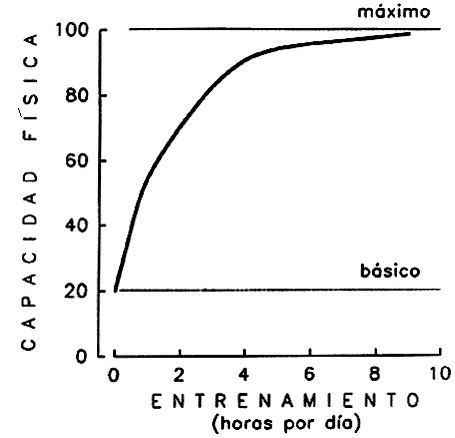 máximo
100
80
60
40
20
0
CAPACIDAD FÍSICA
básico
0 2 4 6 8 10
ENTRENAMIENTO
(horas por día)